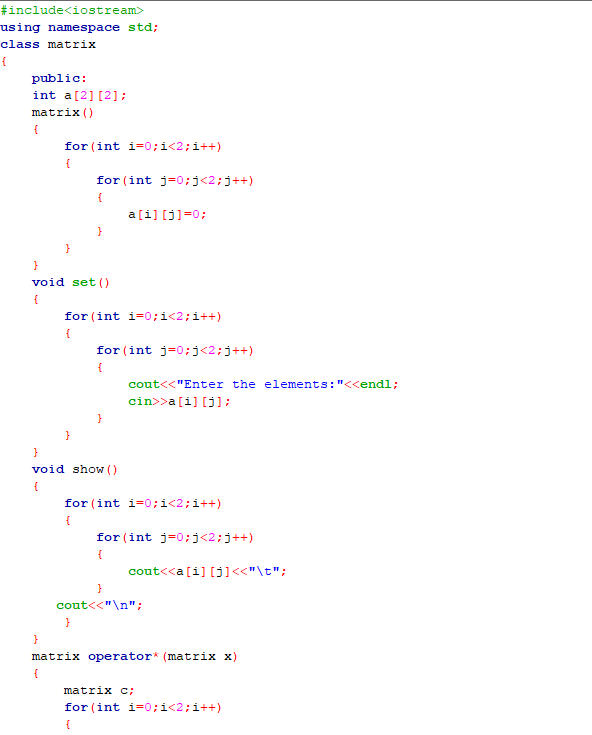 #include<iostream>
using namespace std;
class matrix
{
    public:
    int a[2][2];
    matrix()
    {
        for(int i=0;i<2;i++)
        {
            for(int j=0;j<2;j++)
            {
                a[i][j]=0;
            }
        }
    }
    void set()
    {
        for(int i=0;i<2;i++)
        {
            for(int j=0;j<2;j++)
            {
                cout<<"Enter the elements:"<<endl;
                cin>>a[i][j];
            }
        }
    }
    void show()
    {
        for(int i=0;i<2;i++)
        {
            for(int j=0;j<2;j++)
            {
                cout<<a[i][j]<<"\t";
            }
       cout<<"\n";
        }
    }
    matrix operator*(matrix x)
    {
        matrix c;
        for(int i=0;i<2;i++)
        {